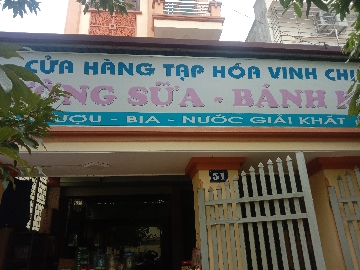 CỬA HÀNG TẠP HÓA VINH
SỮA - BÁNH
- BIA - NƯỚC GIẢI KHÁT
51